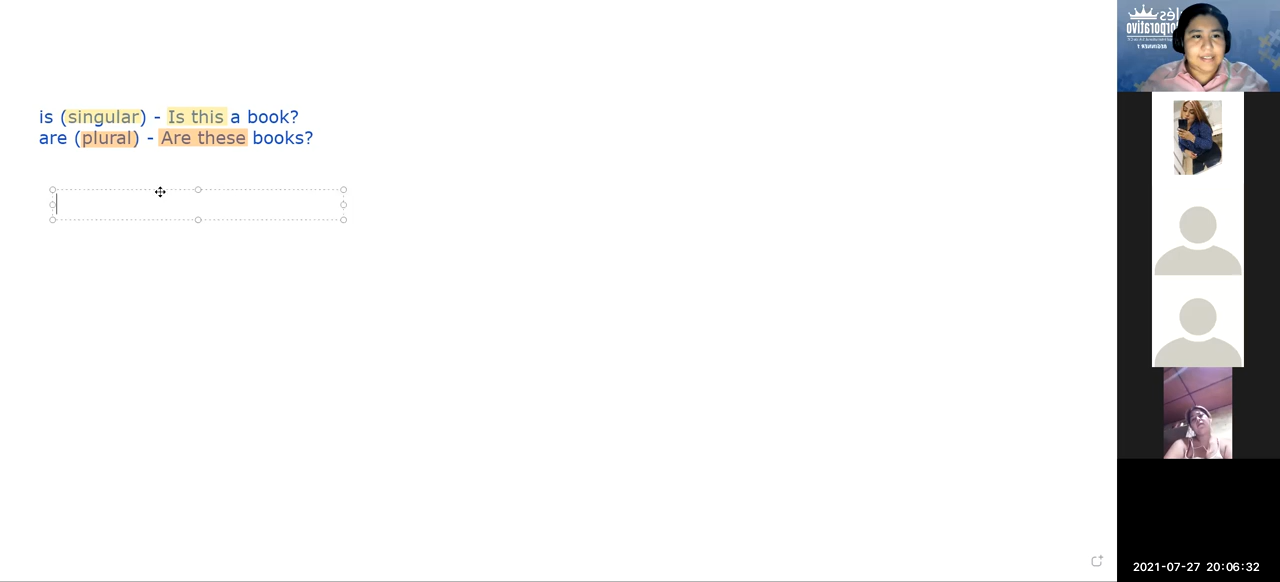 is (singular) - Is this a book?
are (plural) - Are these books?
2021-07-27 20:06:32